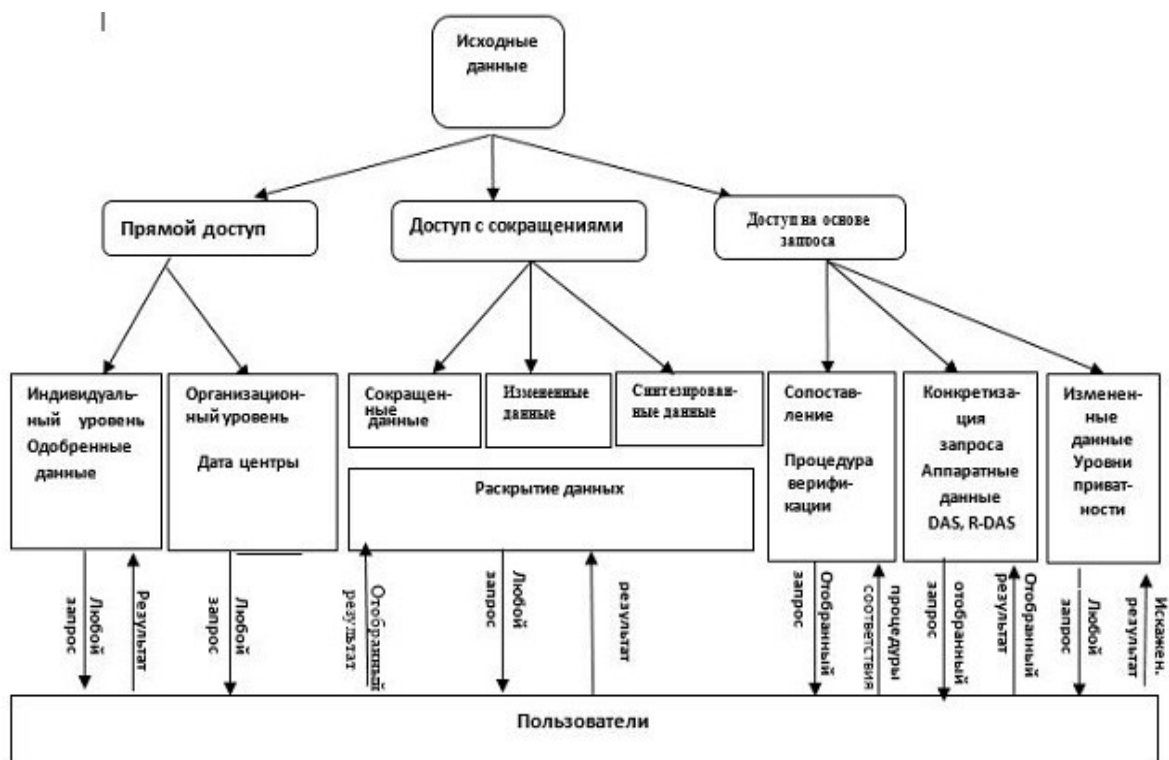 Исходные
данные
Прямой доступ
Доступ с сокращениями
Доступ на основе
запроса
Индивидуаль-
ный уровень
Одобренные
данные
Организацион-
ный уровень
Дата центры
Сокращен-
ные
данные
Измененные
данные
Синтезирован-
ные данные
Раскрытие данных
Сопостав-
ление
Процедура
верифи-
кации
Конкретиза-
ция
запроса
Аппаратные
данные
DAS, R-DAS
Изменен-
ные
данные
Уровни
приват-
ности
Любой
запрос
Результат
Любой
запрос
Отобранный
результат
Любой
запрос
результат
Отобранный
запрос
процедуры
соответствия
отобранный
запрос
Отобранный
результат
Любой
запрос
Искажен.
результат
Пользователи